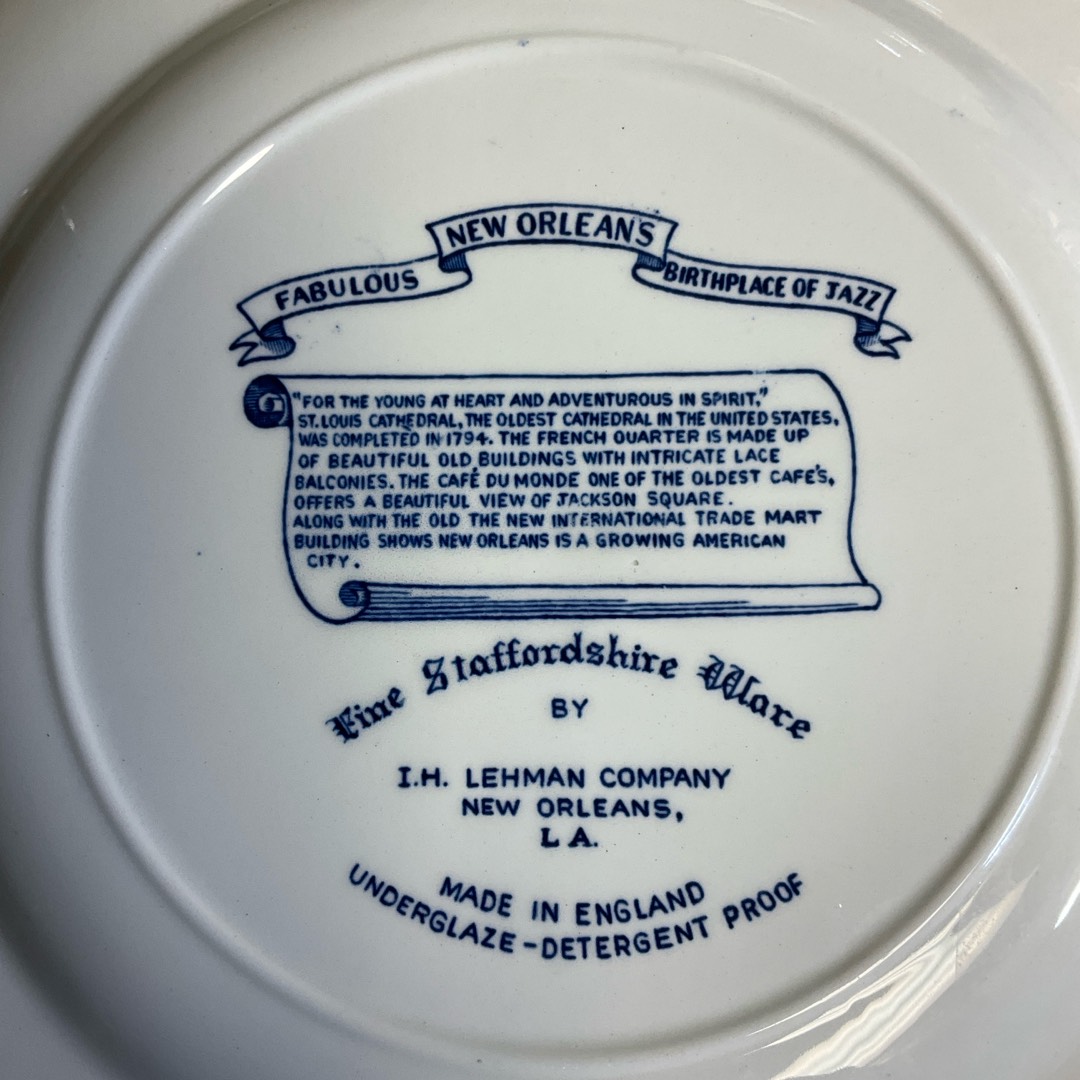 FABULOUS NEW ORLEAN'S BIRTHPLACE OF JAZZ
"FOR THE YOUNG AT HEART AND ADVENTUROUS IN SPIRIT,"
ST. LOUIS CATHEDRAL, THE OLDEST CATHEDRAL IN THE UNITED STATES,
WAS COMPLETED IN 1794. THE FRENCH QUARTER IS MADE UP
OF BEAUTIFUL OLD BUILDINGS WITH INTRICATE LACE
BALCONIES. THE CAFÉ DU MONDE ONE OF THE OLDEST CAFE'S,
OFFERS A BEAUTIFUL VIEW OF JACKSON SQUARE.
ALONG WITH THE OLD THE NEW INTERNATIONAL TRADE MART
BUILDING SHOWS NEW ORLEANS IS A GROWING AMERICAN
CITY.
Fine Staffordshire Ware
BY
I.H. LEHMAN COMPANY
NEW ORLEANS,
LA.
MADE IN ENGLAND
UNDERGLAZE-DETERGENT PROOF